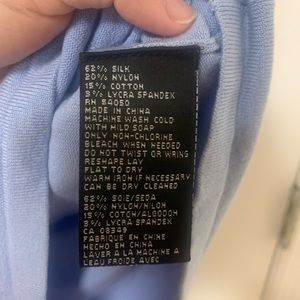 62% SILK
20% NYLON
15% COTTON
3% LYCRA SPANDEX
RN 54050
MADE IN CHINA
MACHINE WASH COLD
WITH MILD SOAP
ONLY NON-CHLORINE
BLEACH WHEN NEEDED
DO NOT TWIST OR WRING
RESHAPE LAY
FLAT TO DRY
WARM IRON IF NECESSARY
CAN BE DRY CLEANED
62% SOIE/SEDA
20% NYLON/NILON
15% COTON/ALGODON
3% LYCRA SPANDEX
CA 08349
FABRIQUE EN CHINE
HECHO EN CHINA
LAVER A LA MACHINE A
L'EAU FROIDE AVEC